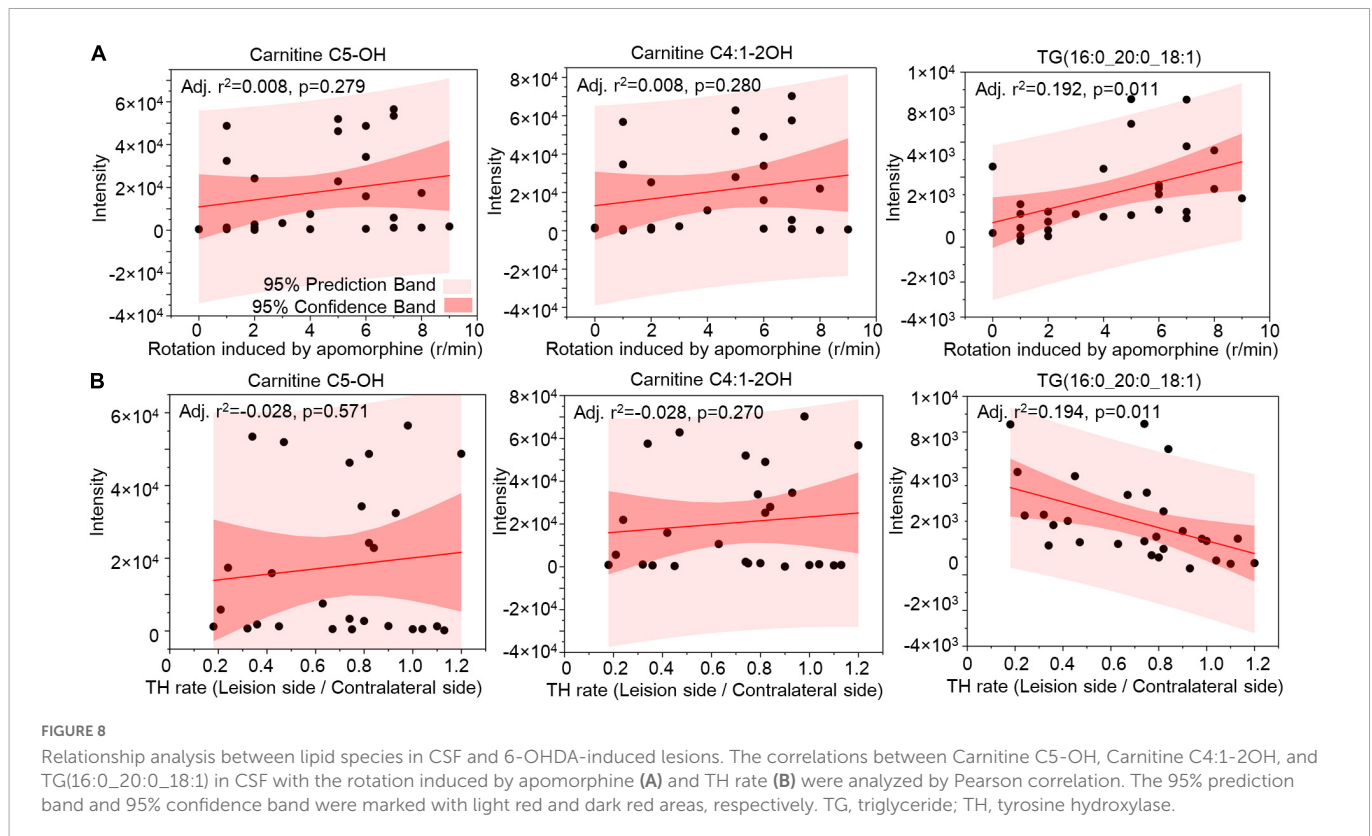 A
Carnitine C5-OH
Adj. r²=0.008, p=0.279
6×10⁴
4×10⁴
2×10⁴
0
-2×10⁴
-4×10⁴
Intensity
95% Prediction Band
95% Confidence Band
0 2 4 6 8 10
Rotation induced by apomorphine (r/min)
Carnitine C4:1-2OH
Adj. r²=0.008, p=0.280
8×10⁴
6×10⁴
4×10⁴
2×10⁴
0
-2×10⁴
-4×10⁴
Intensity
0 2 4 6 8 10
Rotation induced by apomorphine (r/min)
TG(16:0_20:0_18:1)
Adj. r²=0.192, p=0.011
1×10⁴
8×10³
6×10³
4×10³
2×10³
0
-2×10³
-4×10³
Intensity
0 2 4 6 8 10
Rotation induced by apomorphine (r/min)
B
Carnitine C5-OH
Adj. r²=-0.028, p=0.571
6×10⁴
4×10⁴
2×10⁴
0
Intensity
0 0.2 0.4 0.6 0.8 1.0 1.2
TH rate (Leision side / Contralateral side)
Carnitine C4:1-2OH
Adj. r²=-0.028, p=0.270
8×10⁴
6×10⁴
4×10⁴
2×10⁴
0
-2×10⁴
-4×10⁴
Intensity
0 0.2 0.4 0.6 0.8 1.0 1.2
TH rate (Leision side / Contralateral side)
TG(16:0_20:0_18:1)
Adj. r²=0.194, p=0.011
1×10⁴
8×10³
6×10³
4×10³
2×10³
0
-2×10³
-4×10³
Intensity
0 0.2 0.4 0.6 0.8 1.0 1.2
TH rate (Leision side / Contralateral side)
FIGURE 8
Relationship analysis between lipid species in CSF and 6-OHDA-induced lesions. The correlations between Carnitine C5-OH, Carnitine C4:1-2OH, and
TG(16:0_20:0_18:1) in CSF with the rotation induced by apomorphine (A) and TH rate (B) were analyzed by Pearson correlation. The 95% prediction
band and 95% confidence band were marked with light red and dark red areas, respectively. TG, triglyceride; TH, tyrosine hydroxylase.